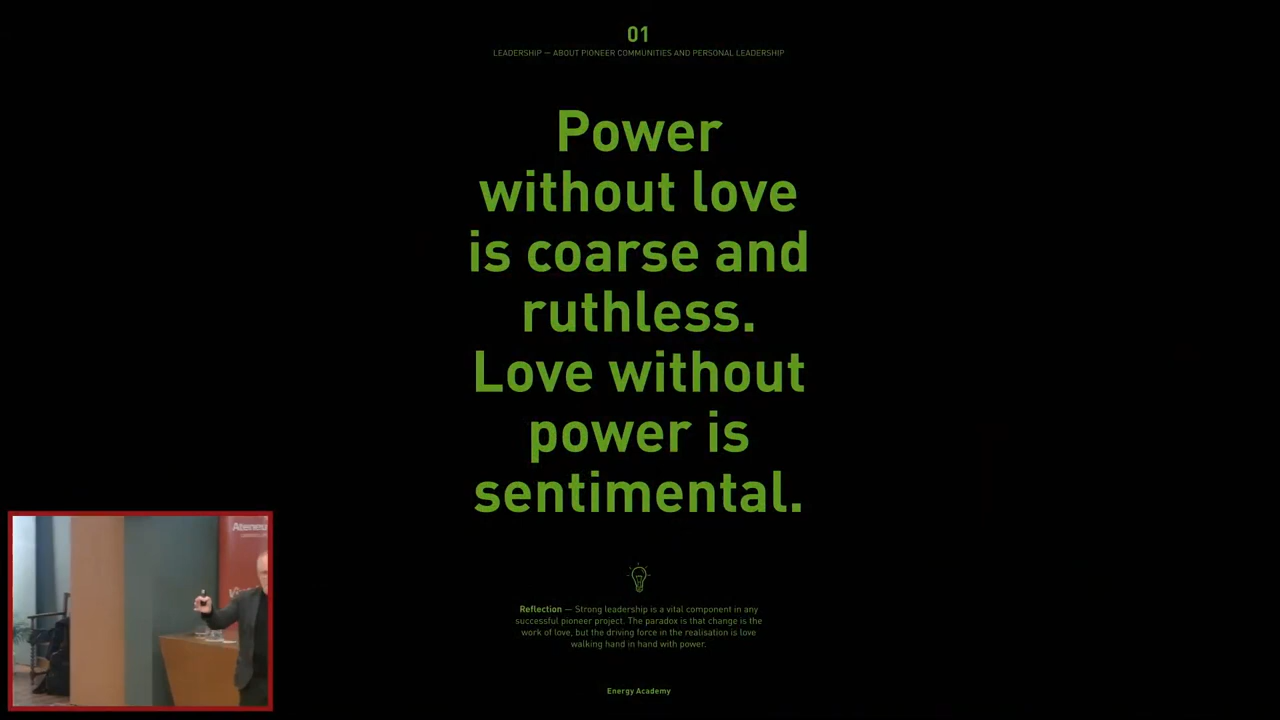 01
LEADERSHIP — ABOUT PIONEER COMMUNITIES AND PERSONAL LEADERSHIP
Power
without love
is coarse and
ruthless.
Love without
power is
sentimental.
Reflection — Strong leadership is a vital component in any
successful pioneer project. The paradox is that change is the
work of love, but the driving force in the realisation is love
walking hand in hand with power.
Energy Academy